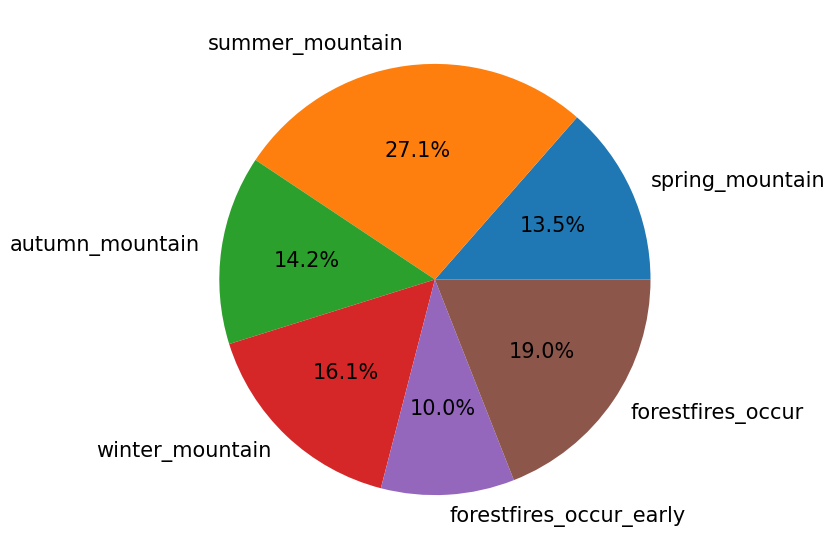 summer_mountain
27.1%
spring_mountain
13.5%
autumn_mountain
14.2%
19.0%
16.1%
10.0%
forestfires_occur
winter_mountain
forestfires_occur_early